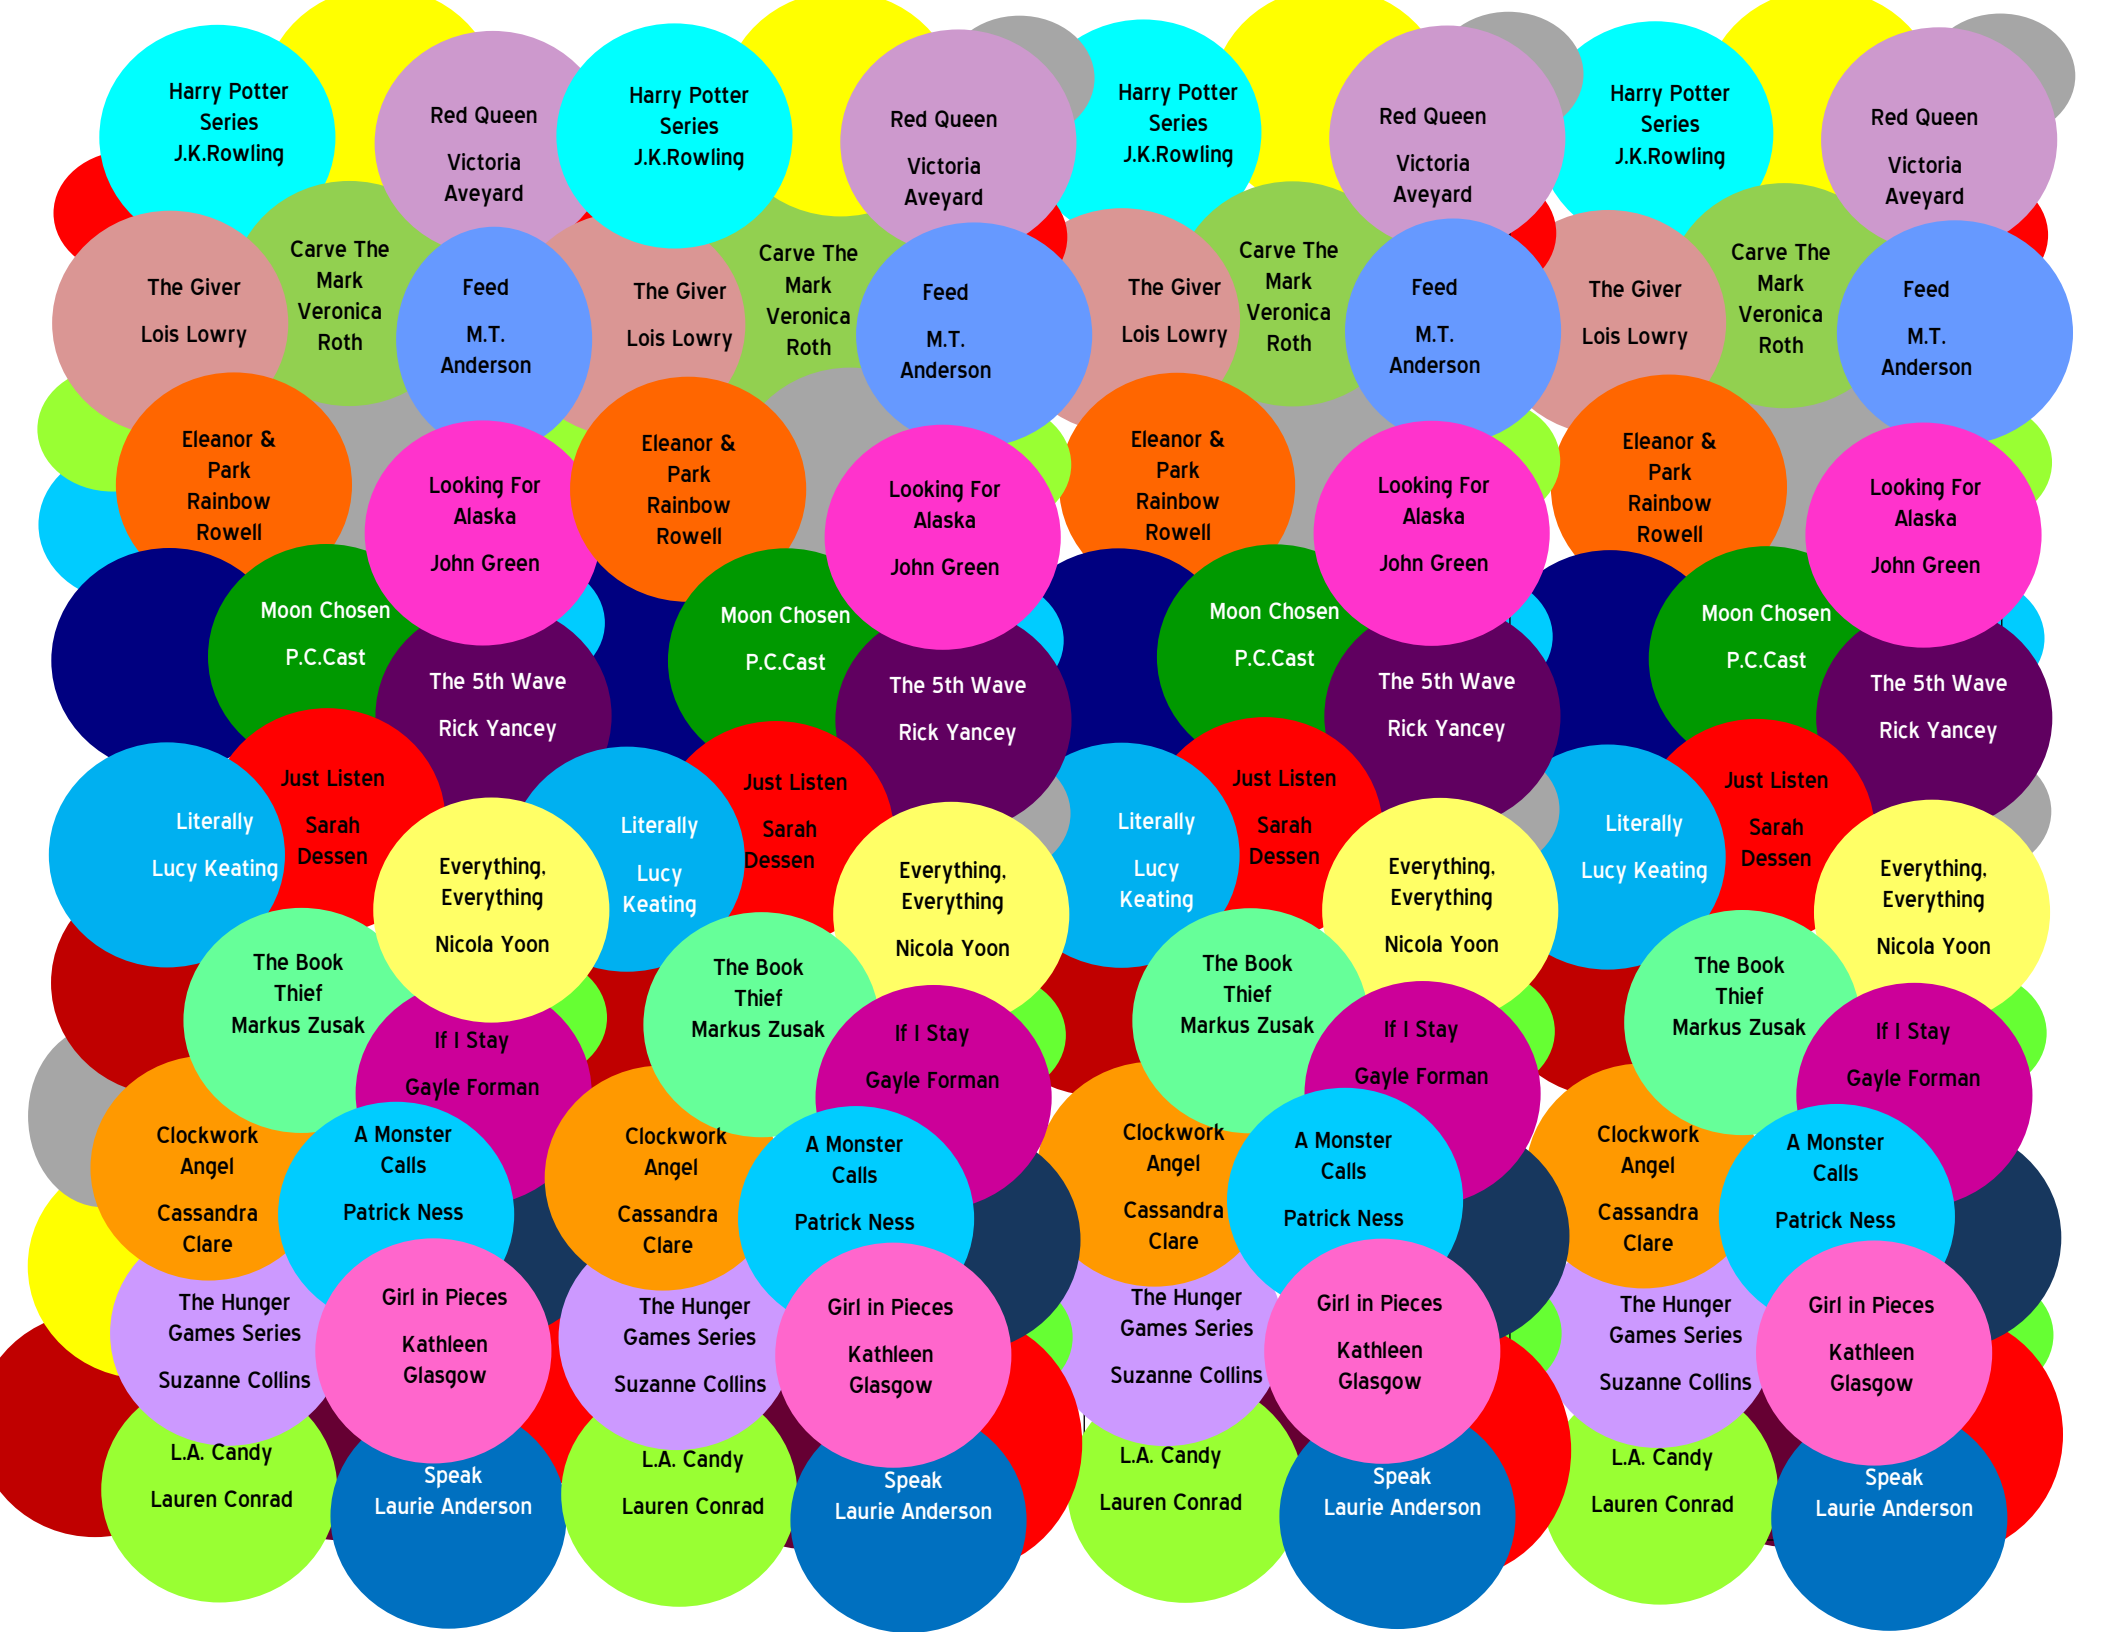 Harry Potter
Series
J.K.Rowling
Red Queen
Victoria
Aveyard
Carve The
Mark
Veronica
Roth
The Giver
Lois Lowry
Feed
M.T.
Anderson
Eleanor &
Park
Rainbow
Rowell
Looking For
Alaska
John Green
Moon Chosen
P.C.Cast
The 5th Wave
Rick Yancey
Just Listen
Sarah
Dessen
Literally
Lucy Keating
Everything,
Everything
Nicola Yoon
The Book
Thief
Markus Zusak
If I Stay
Gayle Forman
Clockwork
Angel
Cassandra
Clare
A Monster
Calls
Patrick Ness
The Hunger
Games Series
Suzanne Collins
Girl in Pieces
Kathleen
Glasgow
L.A. Candy
Lauren Conrad
Speak
Laurie Anderson
Harry Potter
Series
J.K.Rowling
Red Queen
Victoria
Aveyard
Carve The
Mark
Veronica
Roth
The Giver
Lois Lowry
Feed
M.T.
Anderson
Eleanor &
Park
Rainbow
Rowell
Looking For
Alaska
John Green
Moon Chosen
P.C.Cast
The 5th Wave
Rick Yancey
Just Listen
Sarah
Dessen
Literally
Lucy
Keating
Everything,
Everything
Nicola Yoon
The Book
Thief
Markus Zusak
If I Stay
Gayle Forman
Clockwork
Angel
Cassandra
Clare
A Monster
Calls
Patrick Ness
The Hunger
Games Series
Suzanne Collins
Girl in Pieces
Kathleen
Glasgow
L.A. Candy
Lauren Conrad
Speak
Laurie Anderson
Harry Potter
Series
J.K.Rowling
Red Queen
Victoria
Aveyard
Carve The
Mark
Veronica
Roth
The Giver
Lois Lowry
Feed
M.T.
Anderson
Eleanor &
Park
Rainbow
Rowell
Looking For
Alaska
John Green
Moon Chosen
P.C.Cast
The 5th Wave
Rick Yancey
Just Listen
Sarah
Dessen
Literally
Lucy
Keating
Everything,
Everything
Nicola Yoon
The Book
Thief
Markus Zusak
If I Stay
Gayle Forman
Clockwork
Angel
Cassandra
Clare
A Monster
Calls
Patrick Ness
The Hunger
Games Series
Suzanne Collins
Girl in Pieces
Kathleen
Glasgow
L.A. Candy
Lauren Conrad
Speak
Laurie Anderson
Harry Potter
Series
J.K.Rowling
Red Queen
Victoria
Aveyard
Carve The
Mark
Veronica
Roth
The Giver
Lois Lowry
Feed
M.T.
Anderson
Eleanor &
Park
Rainbow
Rowell
Looking For
Alaska
John Green
Moon Chosen
P.C.Cast
The 5th Wave
Rick Yancey
Just Listen
Sarah
Dessen
Literally
Lucy Keating
Everything,
Everything
Nicola Yoon
The Book
Thief
Markus Zusak
If I Stay
Gayle Forman
Clockwork
Angel
Cassandra
Clare
A Monster
Calls
Patrick Ness
The Hunger
Games Series
Suzanne Collins
Girl in Pieces
Kathleen
Glasgow
L.A. Candy
Lauren Conrad
Speak
Laurie Anderson